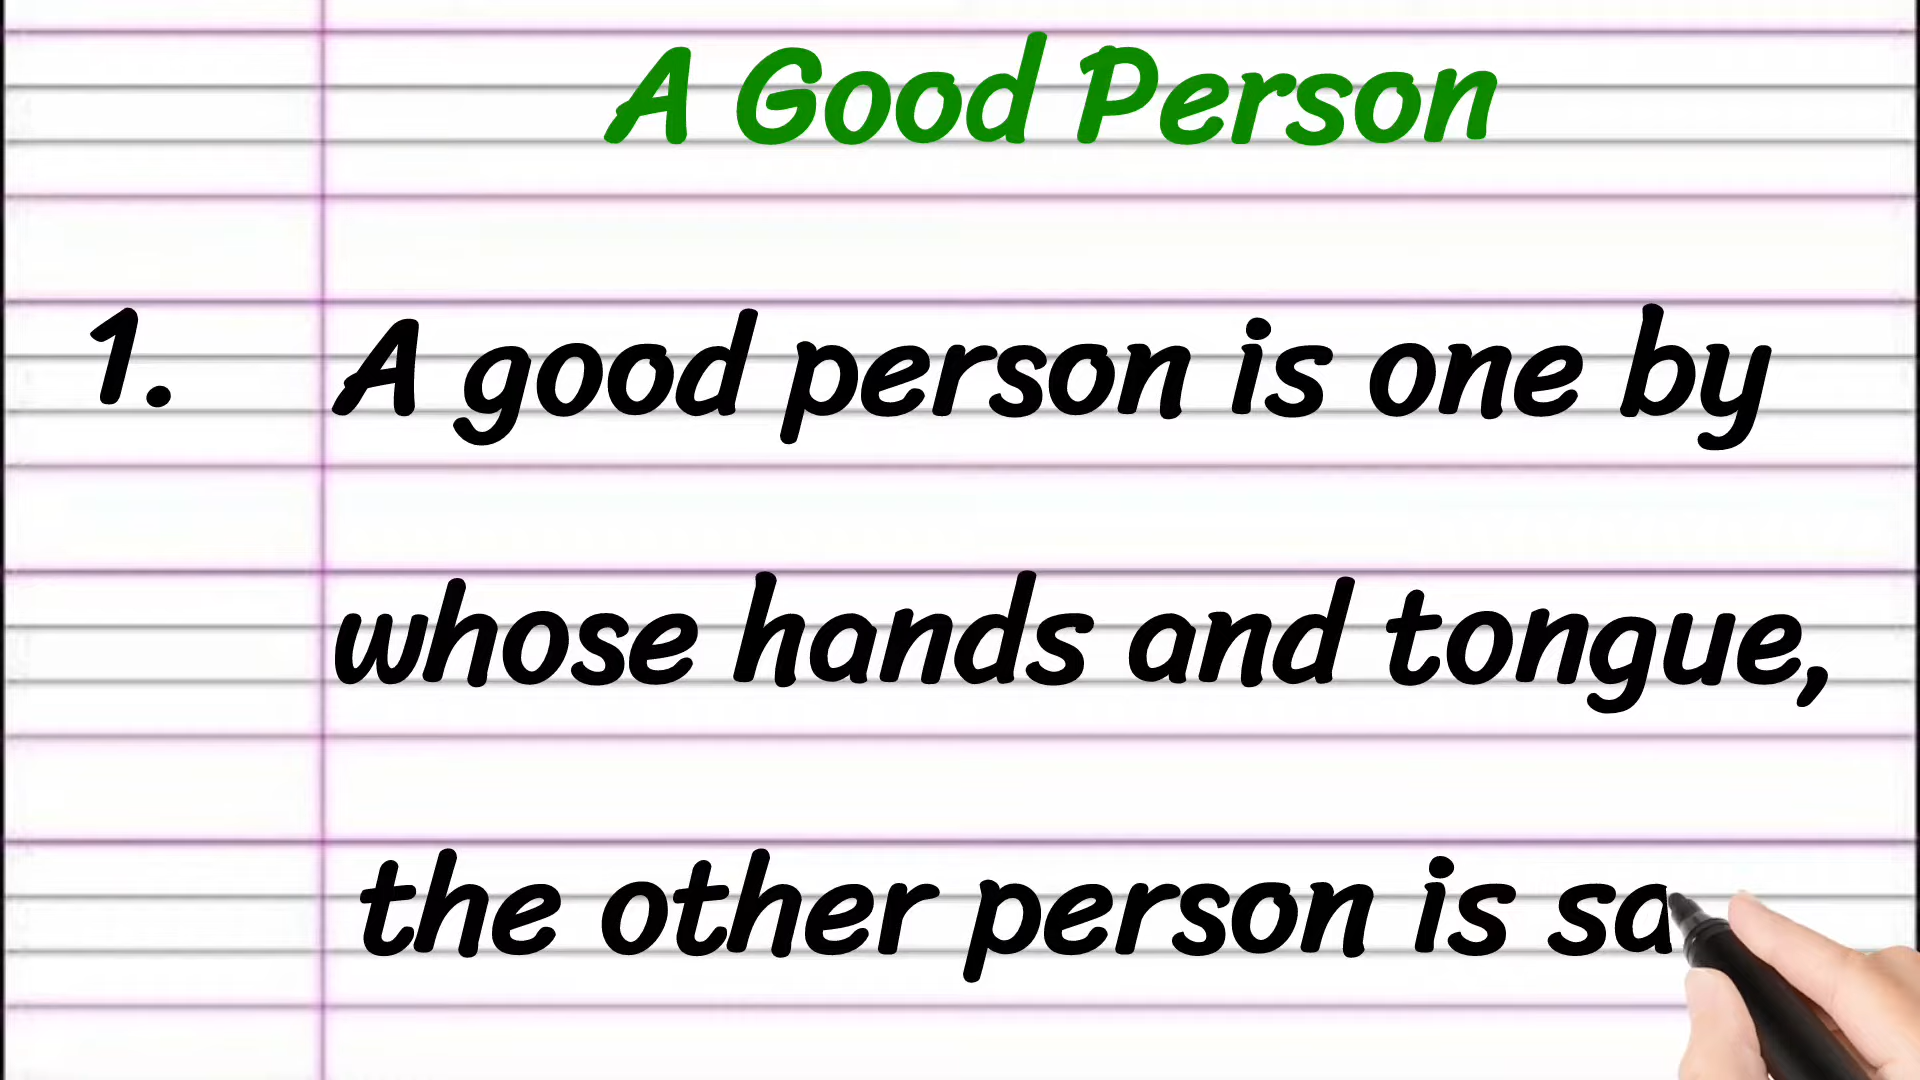 A Good Person
1. A good person is one by
whose hands and tongue,
the other person is sa